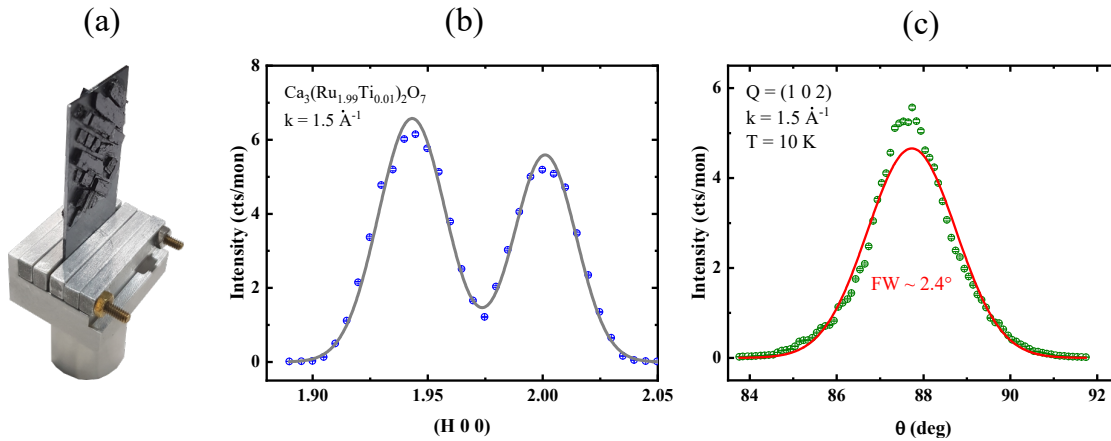 (a)
(b)
(c)
8
6
4
2
0
Intensity (cts/mon)
Ca₃(Ru₁.₉₉Ti₀.₀₁)₂O₇
k = 1.5 Å⁻¹
1.90
1.95
2.00
2.05
(H 0 0)
6
4
2
0
Intensity (cts/mon)
Q = (1 0 2)
k = 1.5 Å⁻¹
T = 10 K
FW ~ 2.4°
84
86
88
90
92
θ (deg)